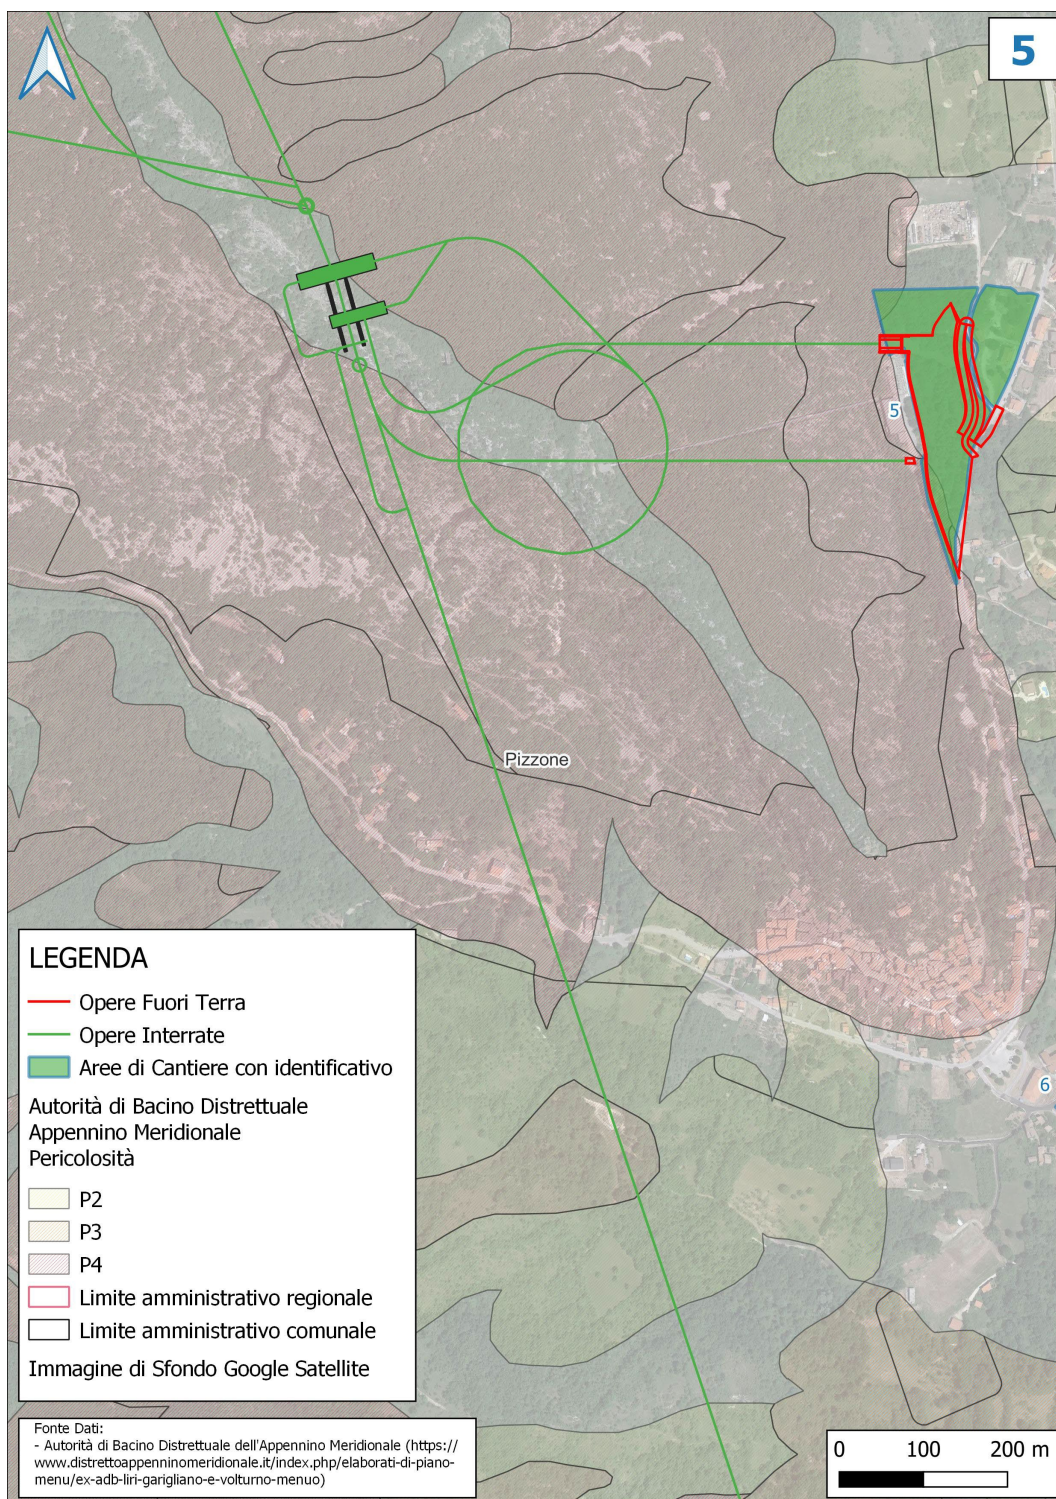 5
5
Pizzone
6
LEGENDA
Opere Fuori Terra
Opere Interrate
Aree di Cantiere con identificativo
Autorità di Bacino Distrettuale
Appennino Meridionale
Pericolosità
P2
P3
P4
Limite amministrativo regionale
Limite amministrativo comunale
Immagine di Sfondo Google Satellite
Fonte Dati:
- Autorità di Bacino Distrettuale dell'Appennino Meridionale (https://
www.distrettoappenninomeridionale.it/index.php/elaborati-di-piano-
menu/ex-adb-liri-garigliano-e-volturno-menuo)
0 100 200 m